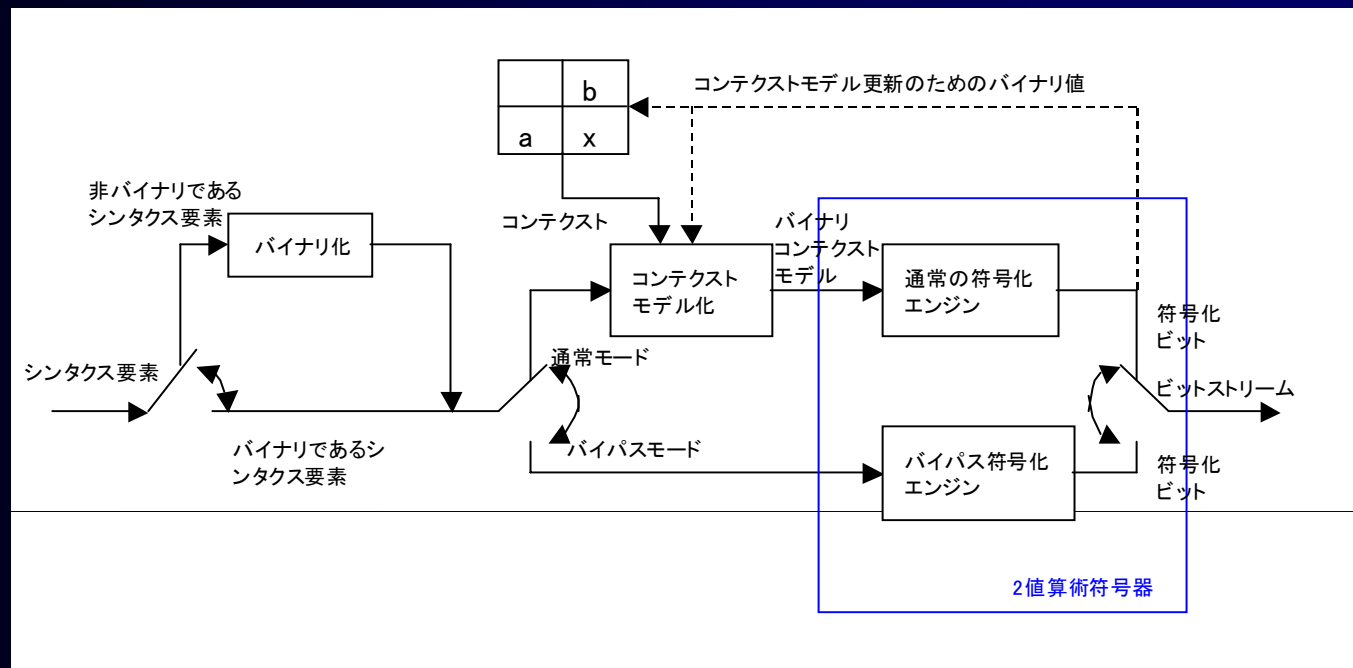 b
a x
コンテクストモデル更新のためのバイナリ値
非バイナリである
シンタクス要素
バイナリ化
コンテクスト
コンテクスト
モデル化
バイナリ
コンテクスト
モデル
通常の符号化
エンジン
符号化
ビット
シンタクス要素
通常モード
ビットストリーム
バイナリであるシ
ンタクス要素
バイパスモード
バイパス符号化
エンジン
符号化
ビット
2値算術符号器